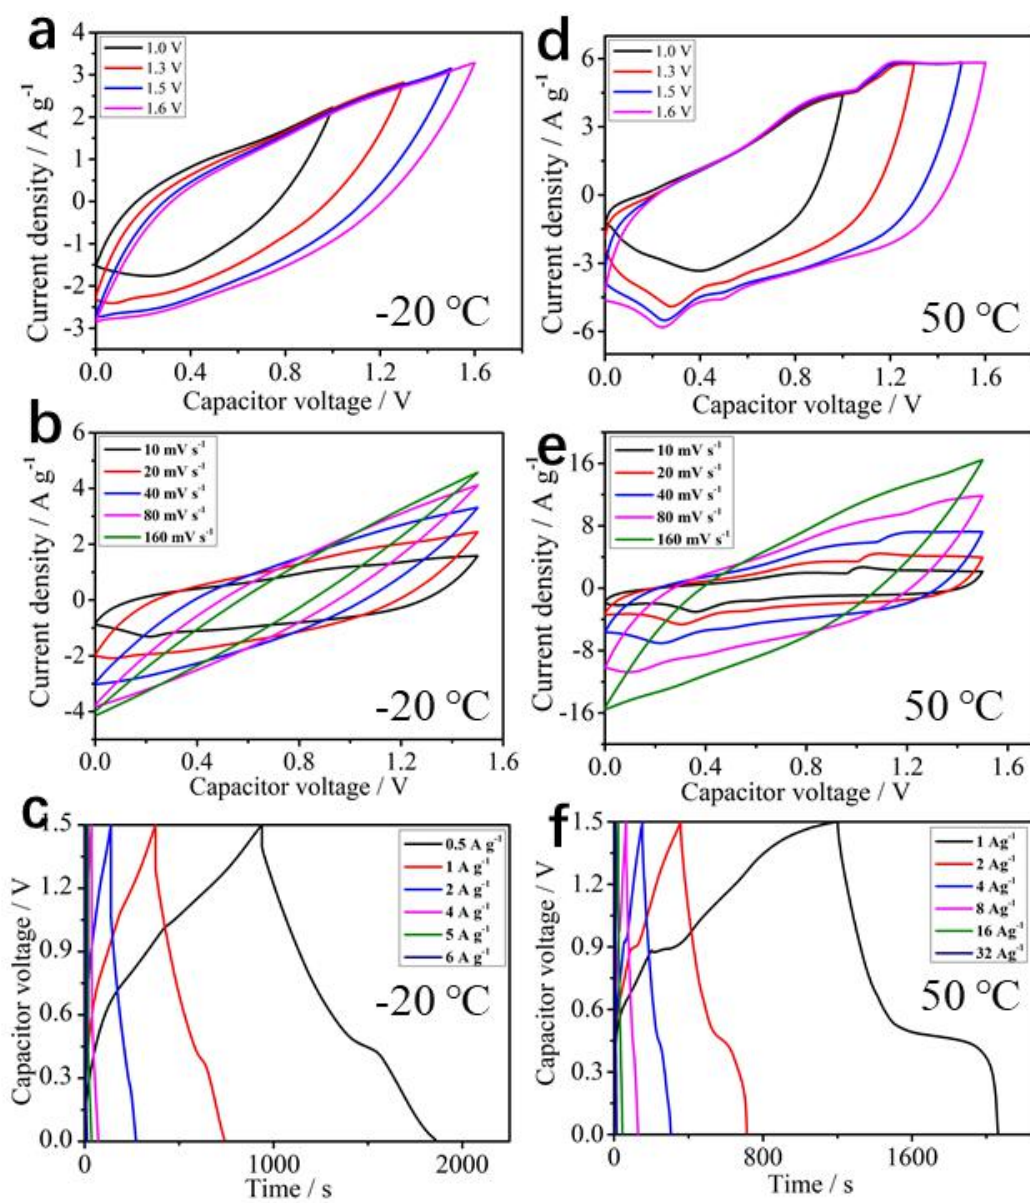 a
1.0 V
1.3 V
1.5 V
1.6 V
4
3
2
1
0
-1
-2
-3
Current density / A g⁻¹
-20 ℃
0.0 0.4 0.8 1.2 1.6
Capacitor voltage / V
d
1.0 V
1.3 V
1.5 V
1.6 V
6
3
0
-3
-6
Current density / A g⁻¹
50 ℃
0.0 0.4 0.8 1.2 1.6
Capacitor voltage / V
b
10 mV s⁻¹
20 mV s⁻¹
40 mV s⁻¹
80 mV s⁻¹
160 mV s⁻¹
6
4
2
0
-2
-4
Current density / A g⁻¹
-20 ℃
0.0 0.4 0.8 1.2 1.6
Capacitor voltage / V
e
10 mV s⁻¹
20 mV s⁻¹
40 mV s⁻¹
80 mV s⁻¹
160 mV s⁻¹
16
8
0
-8
-16
Current density / A g⁻¹
50 ℃
0.0 0.4 0.8 1.2 1.6
Capacitor voltage / V
c
0.5 A g⁻¹
1 A g⁻¹
2 A g⁻¹
4 A g⁻¹
5 A g⁻¹
6 A g⁻¹
1.5
1.2
0.9
0.6
0.3
0.0
Capacitor voltage / V
-20 ℃
0 1000 2000
Time / s
f
1 Ag⁻¹
2 Ag⁻¹
4 Ag⁻¹
8 Ag⁻¹
16 Ag⁻¹
32 Ag⁻¹
1.5
1.2
0.9
0.6
0.3
0.0
Capacitor voltage / V
50 ℃
0 800 1600
Time / s